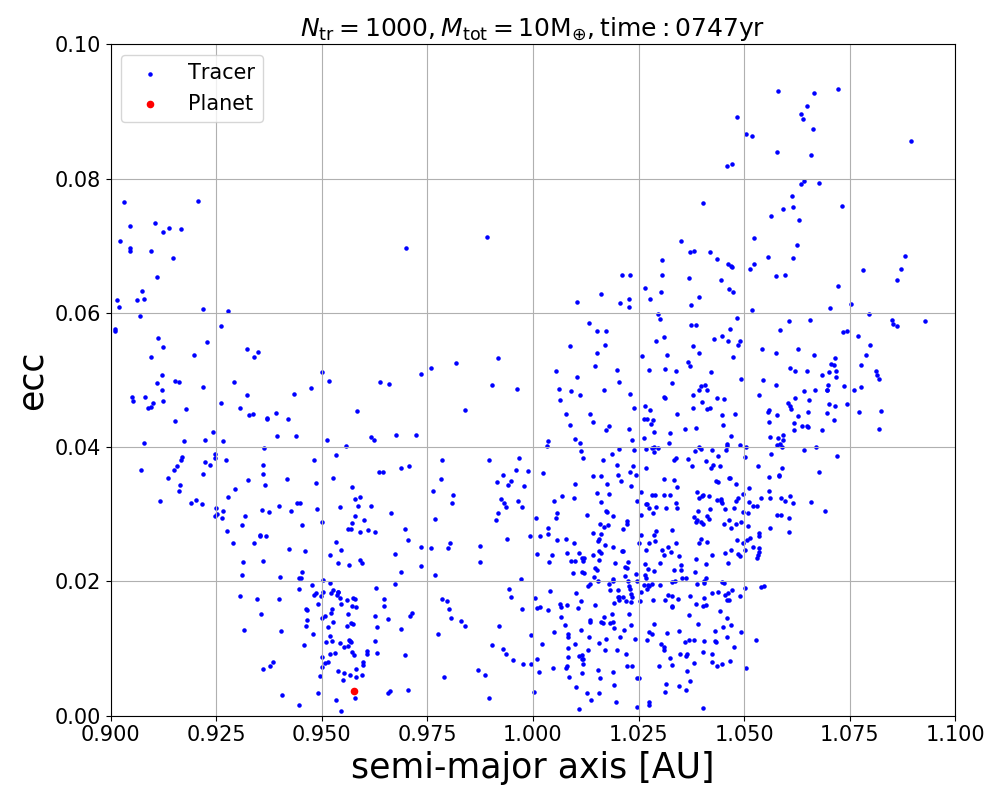 N_tr = 1000, M_tot = 10M_⊕, time : 0747yr
Tracer
Planet
0.10
0.08
0.06
0.04
0.02
0.00
ecc
0.900 0.925 0.950 0.975 1.000 1.025 1.050 1.075 1.100
semi-major axis [AU]